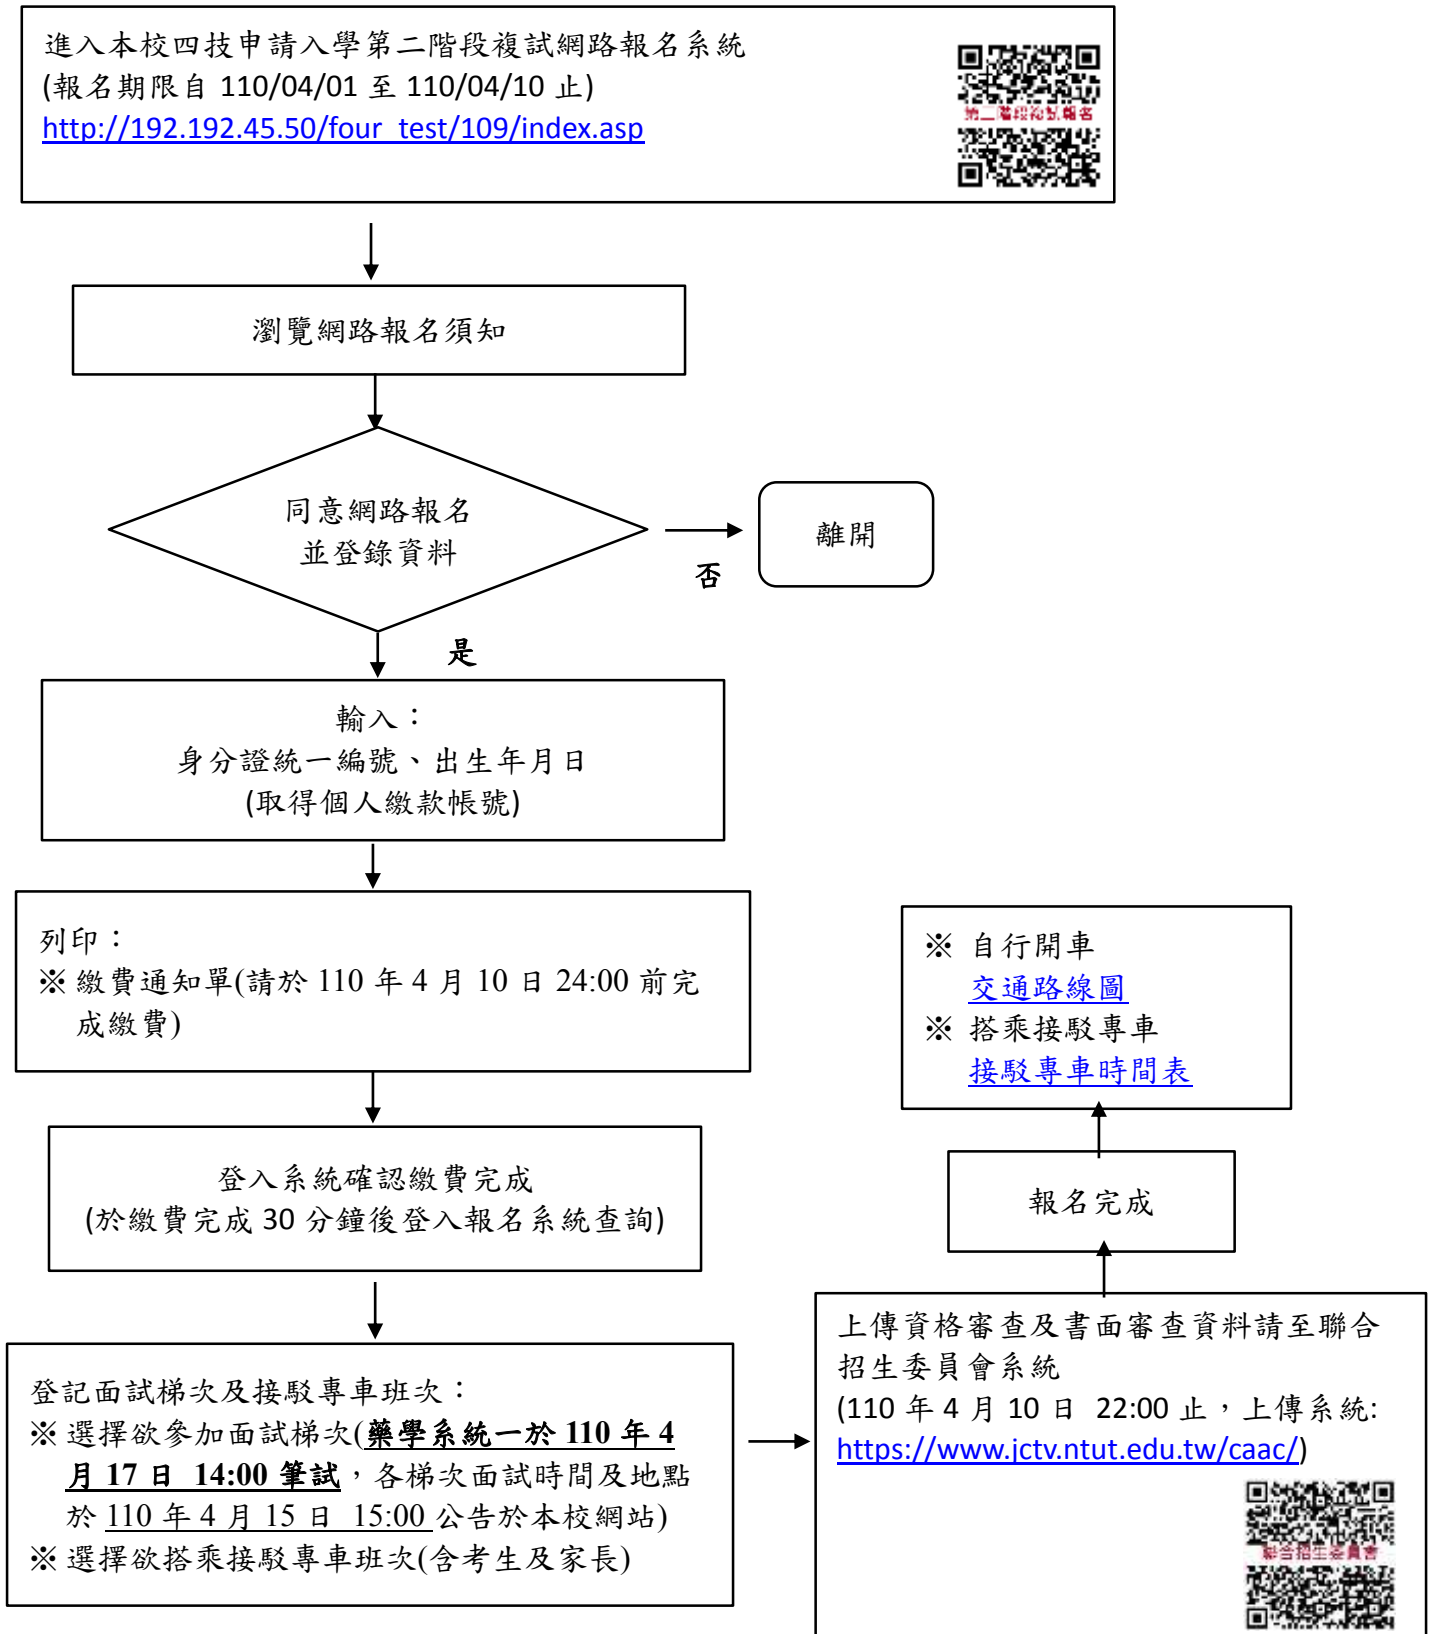 進入本校四技申請入學第二階段複試網路報名系統
(報名期限自 110/04/01 至 110/04/10 止)
http://192.192.45.50/four_test/109/index.asp
第二階段複試報名
瀏覽網路報名須知
同意網路報名
並登錄資料
否
離開
是
輸入：
身分證統一編號、出生年月日
(取得個人繳款帳號)
列印：
※ 繳費通知單(請於 110 年 4 月 10 日 24:00 前完
成繳費)
登入系統確認繳費完成
(於繳費完成 30 分鐘後登入報名系統查詢)
登記面試梯次及接駁專車班次：
※ 選擇欲參加面試梯次(藥學系統一於 110 年 4
月 17 日 14:00 筆試，各梯次面試時間及地點
於 110 年 4 月 15 日 15:00 公告於本校網站)
※ 選擇欲搭乘接駁專車班次(含考生及家長)
上傳資格審查及書面審查資料請至聯合
招生委員會系統
(110 年 4 月 10 日 22:00 止，上傳系統:
https://www.jctv.ntut.edu.tw/caac/)
聯合招生委員會
報名完成
※ 自行開車
交通路線圖
※ 搭乘接駁專車
接駁專車時間表